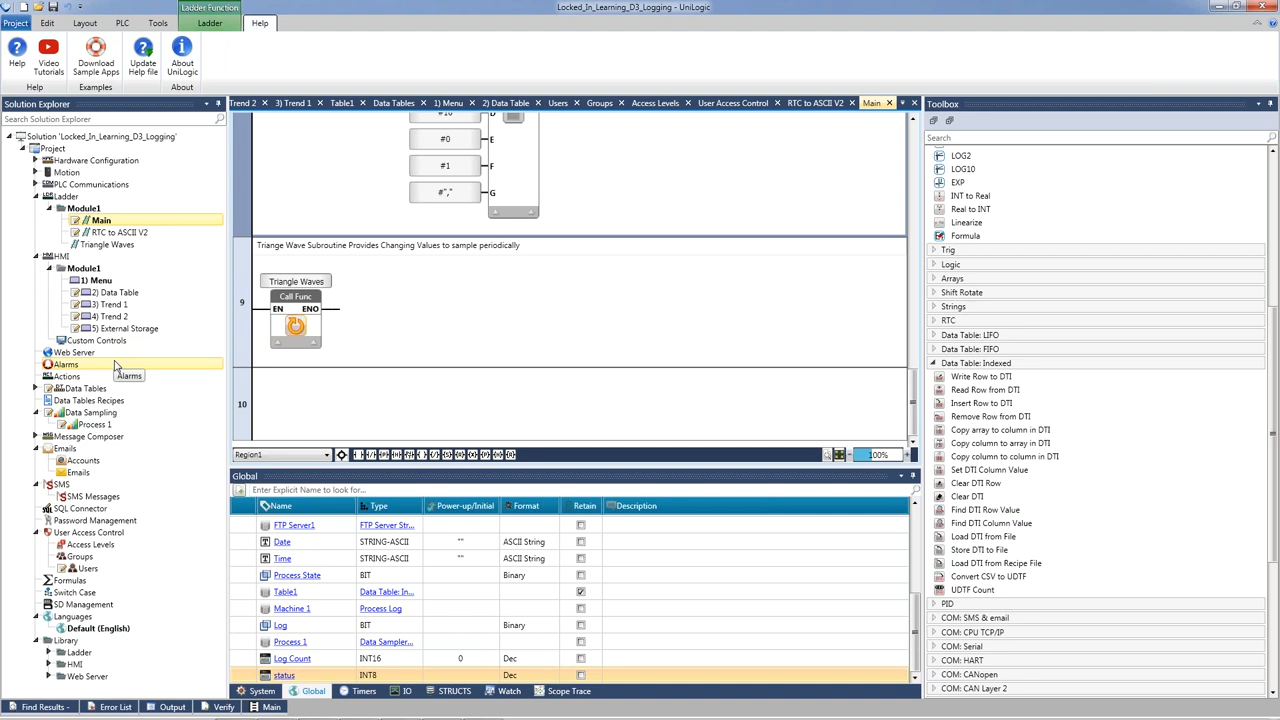 Locked_In_Learning_D3_Logging - UniLogic
Ladder Function
Project Edit Layout PLC Tools Ladder Help
Help Video Tutorials Download Sample Apps Update Help file About UniLogic
Help Examples About
Solution Explorer
Search Solution Explorer
Solution 'Locked_In_Learning_D3_Logging'
Project
Hardware Configuration
Motion
PLC Communications
Ladder
Module1
Main
RTC to ASCII V2
Triangle Waves
HMI
Module1
1) Menu
2) Data Table
3) Trend 1
4) Trend 2
5) External Storage
Custom Controls
Web Server
Alarms
Alarms
Actions
Data Tables
Data Tables Recipes
Data Sampling
Process 1
Message Composer
Emails
Accounts
Emails
SMS
SMS Messages
SQL Connector
Password Management
User Access Control
Access Levels
Groups
Users
Formulas
Switch Case
SD Management
Languages
Default (English)
Library
Ladder
HMI
Web Server
Trend 2 3) Trend 1 Table1 Data Tables 1) Menu 2) Data Table Users Groups Access Levels User Access Control RTC to ASCII V2 Main
#10 D
#0 E
#1 F
#"," G
Triange Wave Subroutine Provides Changing Values to sample periodically
Triangle Waves
Call Func
9 EN ENO
10
Region1 100%
Global
Enter Explicit Name to look for...
Name Type Power-up/Initial Format Retain Description
FTP Server1 FTP Server Str...
Date STRING-ASCII "" ASCII String
Time STRING-ASCII "" ASCII String
Process State BIT Binary
Table1 Data Table: In...
Machine 1 Process Log
Log BIT Binary
Process 1 Data Sampler...
Log Count INT16 0 Dec
status INT8 Dec
System Global Timers IO STRUCTS Watch Scope Trace
Toolbox
Search
LOG2
LOG10
EXP
INT to Real
Real to INT
Linearize
Formula
Trig
Logic
Arrays
Shift Rotate
Strings
RTC
Data Table: LIFO
Data Table: FIFO
Data Table: Indexed
Write Row to DTI
Read Row from DTI
Insert Row to DTI
Remove Row from DTI
Copy array to column in DTI
Copy column to array in DTI
Copy column to column in DTI
Set DTI Column Value
Clear DTI Row
Clear DTI
Find DTI Row Value
Find DTI Column Value
Load DTI from File
Store DTI to File
Load DTI from Recipe File
Convert CSV to UDTF
UDTF Count
PID
COM: SMS & email
COM: CPU TCP/IP
COM: Serial
COM: HART
COM: CANopen
COM: CAN Layer 2
Find Results - Error List Output Verify Main